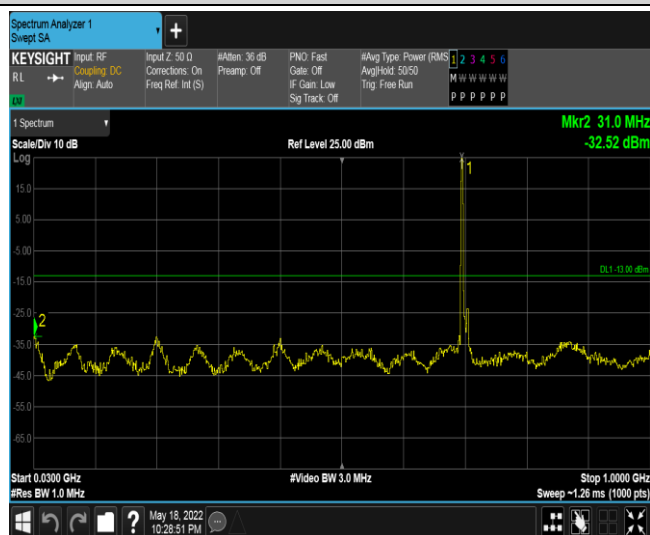 Spectrum Analyzer 1
Swept SA
+
KEYSIGHT
RL
Input: RF
Coupling: DC
Align: Auto
Input Z: 50 Ω
Corrections: On
Freq Ref: Int (S)
#Atten: 36 dB
Preamp: Off
PNO: Fast
Gate: Off
IF Gain: Low
Sig Track: Off
#Avg Type: Power (RMS
Avg|Hold: 50/50
Trig: Free Run
1 2 3 4 5 6
M W W W W W
P P P P P P
1 Spectrum
Mkr2 31.0 MHz
-32.52 dBm
Scale/Div 10 dB
Ref Level 25.00 dBm
Log
15.0
5.00
-5.00
-15.0
-25.0
-35.0
-45.0
-55.0
-65.0
1
2
DL1 -13.00 dBm
Start 0.0300 GHz
#Video BW 3.0 MHz
Stop 1.0000 GHz
#Res BW 1.0 MHz
Sweep ~1.26 ms (1000 pts)
?
May 18, 2022
10:28:51 PM